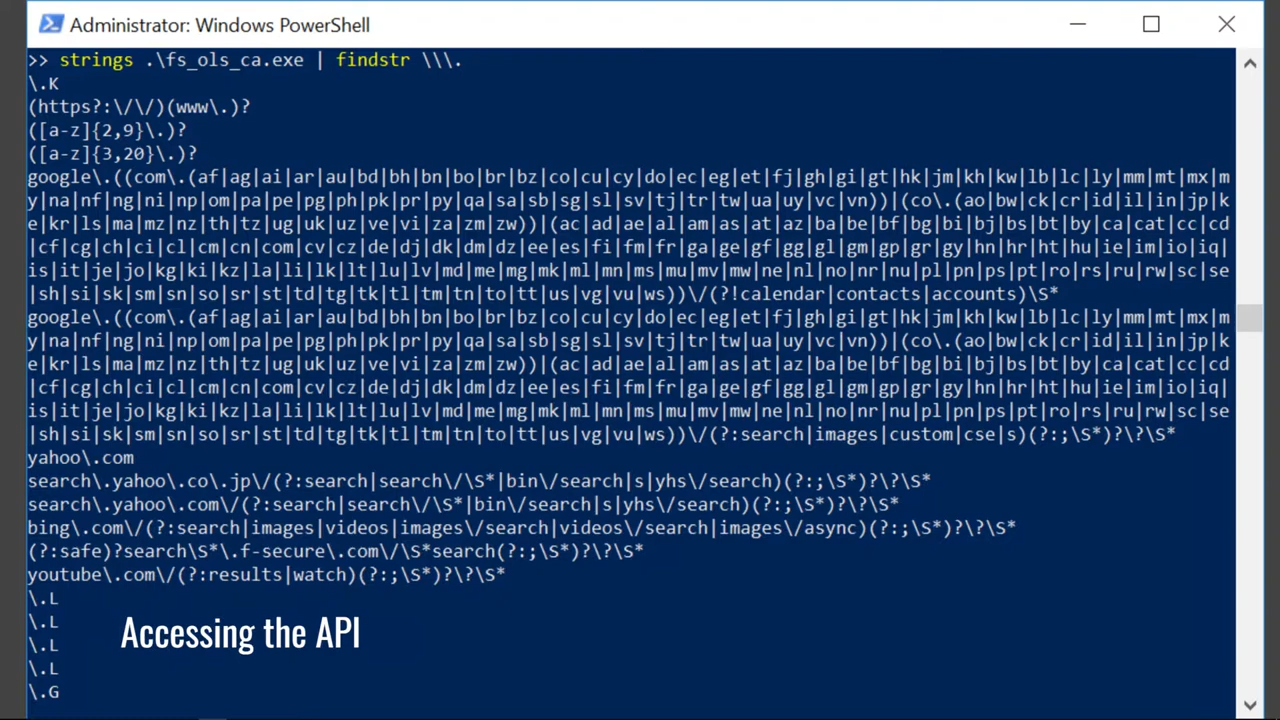 Administrator: Windows PowerShell
>> strings .\fs_ols_ca.exe | findstr \\\.
\.K
(https?:\/\/)(www\.)?
([a-z]{2,9}\.)?
([a-z]{3,20}\.)?
google\.((com\.(af|ag|ai|ar|au|bd|bh|bn|bo|br|bz|co|cu|cy|do|ec|eg|et|fj|gh|gi|gt|hk|jm|kh|kw|lb|lc|ly|mm|mt|mx|m
y|na|nf|ng|ni|np|om|pa|pe|pg|ph|pk|pr|py|qa|sa|sb|sg|sl|sv|tj|tr|tw|ua|uy|vc|vn))|(co\.(ao|bw|ck|cr|id|il|in|jp|k
e|kr|ls|ma|mz|nz|th|tz|ug|uk|uz|ve|vi|za|zm|zw))|(ac|ad|ae|al|am|as|at|az|ba|be|bf|bg|bi|bj|bs|bt|by|ca|cat|cc|cd
|cf|cg|ch|ci|cl|cm|cn|com|cv|cz|de|dj|dk|dm|dz|ee|es|fi|fm|fr|ga|ge|gf|gg|gl|gm|gp|gr|gy|hn|hr|ht|hu|ie|im|io|iq|
is|it|je|jo|kg|ki|kz|la|li|lk|lt|lu|lv|md|me|mg|mk|ml|mn|ms|mu|mv|mw|ne|nl|no|nr|nu|pl|pn|ps|pt|ro|rs|ru|rw|sc|se
|sh|si|sk|sm|sn|so|sr|st|td|tg|tk|tl|tm|tn|to|tt|us|vg|vu|ws))\/(?!calendar|contacts|accounts)\S*
google\.((com\.(af|ag|ai|ar|au|bd|bh|bn|bo|br|bz|co|cu|cy|do|ec|eg|et|fj|gh|gi|gt|hk|jm|kh|kw|lb|lc|ly|mm|mt|mx|m
y|na|nf|ng|ni|np|om|pa|pe|pg|ph|pk|pr|py|qa|sa|sb|sg|sl|sv|tj|tr|tw|ua|uy|vc|vn))|(co\.(ao|bw|ck|cr|id|il|in|jp|k
e|kr|ls|ma|mz|nz|th|tz|ug|uk|uz|ve|vi|za|zm|zw))|(ac|ad|ae|al|am|as|at|az|ba|be|bf|bg|bi|bj|bs|bt|by|ca|cat|cc|cd
|cf|cg|ch|ci|cl|cm|cn|com|cv|cz|de|dj|dk|dm|dz|ee|es|fi|fm|fr|ga|ge|gf|gg|gl|gm|gp|gr|gy|hn|hr|ht|hu|ie|im|io|iq|
is|it|je|jo|kg|ki|kz|la|li|lk|lt|lu|lv|md|me|mg|mk|ml|mn|ms|mu|mv|mw|ne|nl|no|nr|nu|pl|pn|ps|pt|ro|rs|ru|rw|sc|se
|sh|si|sk|sm|sn|so|sr|st|td|tg|tk|tl|tm|tn|to|tt|us|vg|vu|ws))\/(?:search|images|custom|cse|s)(?:;\S*)?\?\S*
yahoo\.com
search\.yahoo\.co\.jp\/(?:search|search\/\S*|bin\/search|s|yhs\/search)(?:;\S*)?\?\S*
search\.yahoo\.com\/(?:search|search\/\S*|bin\/search|s|yhs\/search)(?:;\S*)?\?\S*
bing\.com\/(?:search|images|videos|images\/search|videos\/search|images\/async)(?:;\S*)?\?\S*
(?:safe)?search\S*\.f-secure\.com\/\S*search(?:;\S*)?\?\S*
youtube\.com\/(?:results|watch)(?:;\S*)?\?\S*
\.L
\.L
\.L
\.L
\.G
Accessing the API